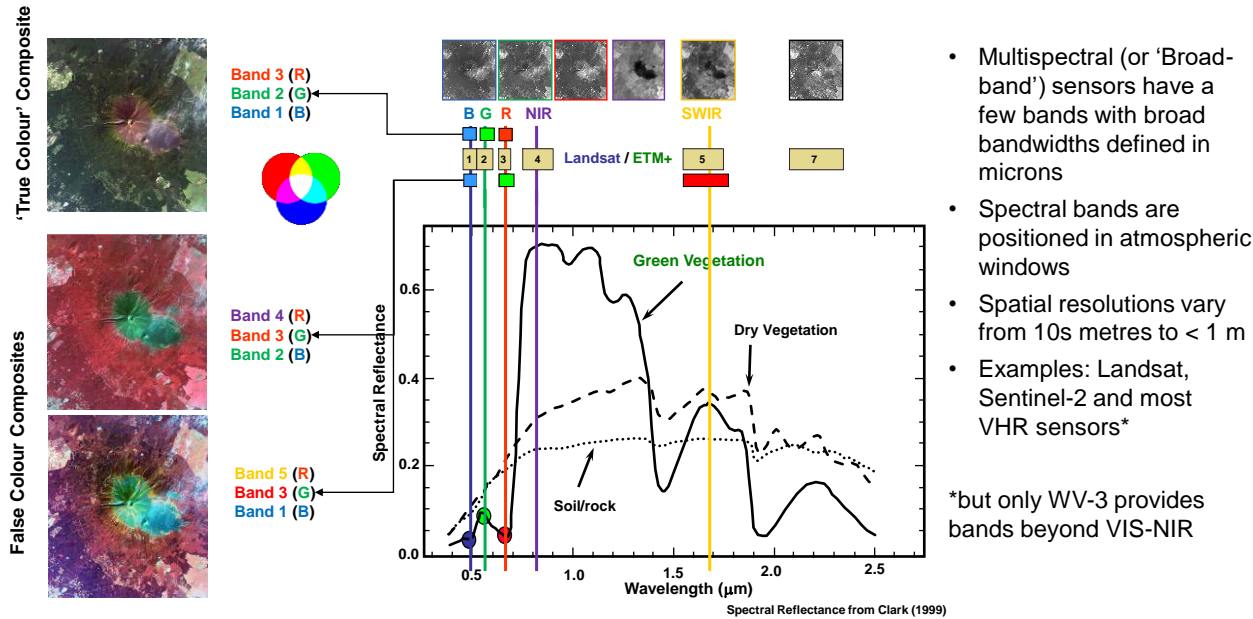 'True Colour' Composite
False Colour Composites
Band 3 (R)
Band 2 (G)
Band 1 (B)
Band 4 (R)
Band 3 (G)
Band 2 (B)
Band 5 (R)
Band 3 (G)
Band 1 (B)
B G R NIR SWIR
1 2 3 4 Landsat / ETM+ 5 7
Spectral Reflectance
0.6
0.4
0.2
0.0
Green Vegetation
Dry Vegetation
Soil/rock
0.5 1.0 1.5 2.0 2.5
Wavelength (μm)
Spectral Reflectance from Clark (1999)
• Multispectral (or 'Broad-
band') sensors have a
few bands with broad
bandwidths defined in
microns
• Spectral bands are
positioned in atmospheric
windows
• Spatial resolutions vary
from 10s metres to < 1 m
• Examples: Landsat,
Sentinel-2 and most
VHR sensors*
*but only WV-3 provides
bands beyond VIS-NIR